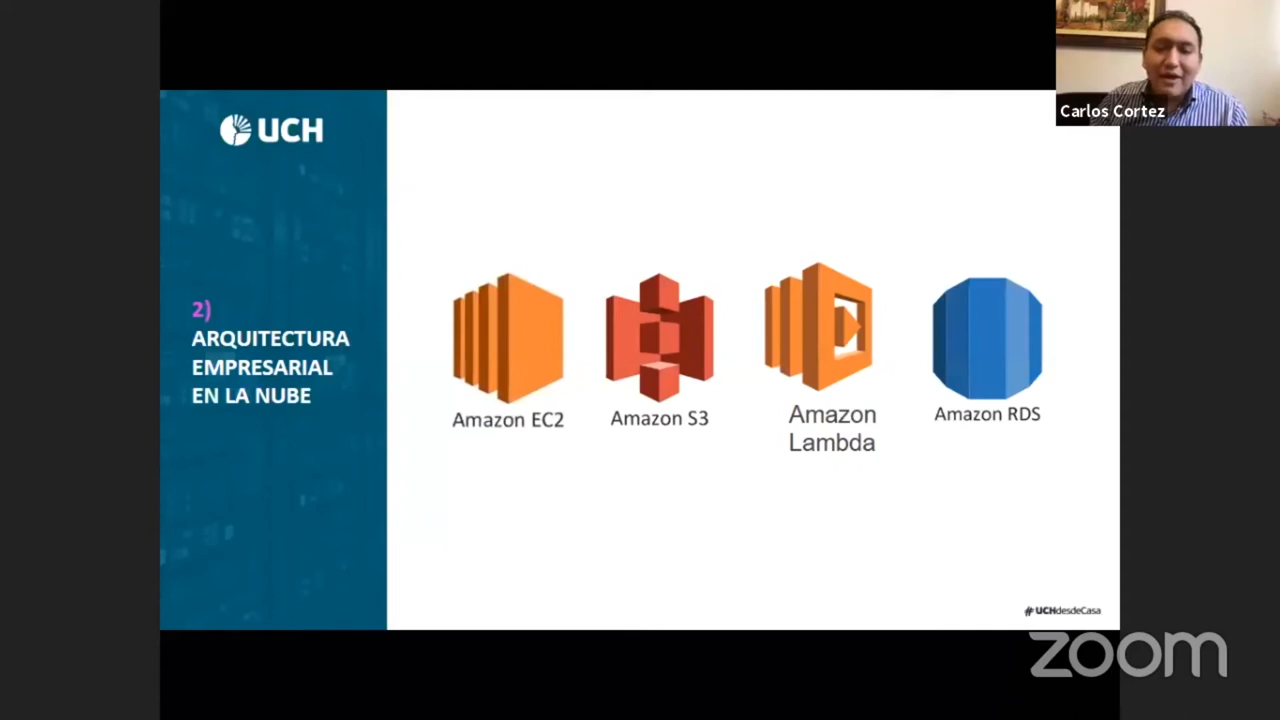 Carlos Cortez
UCH
2)
ARQUITECTURA
EMPRESARIAL
EN LA NUBE
Amazon EC2
Amazon S3
Amazon
Lambda
Amazon RDS
#UCHdesdeCasa
zoom